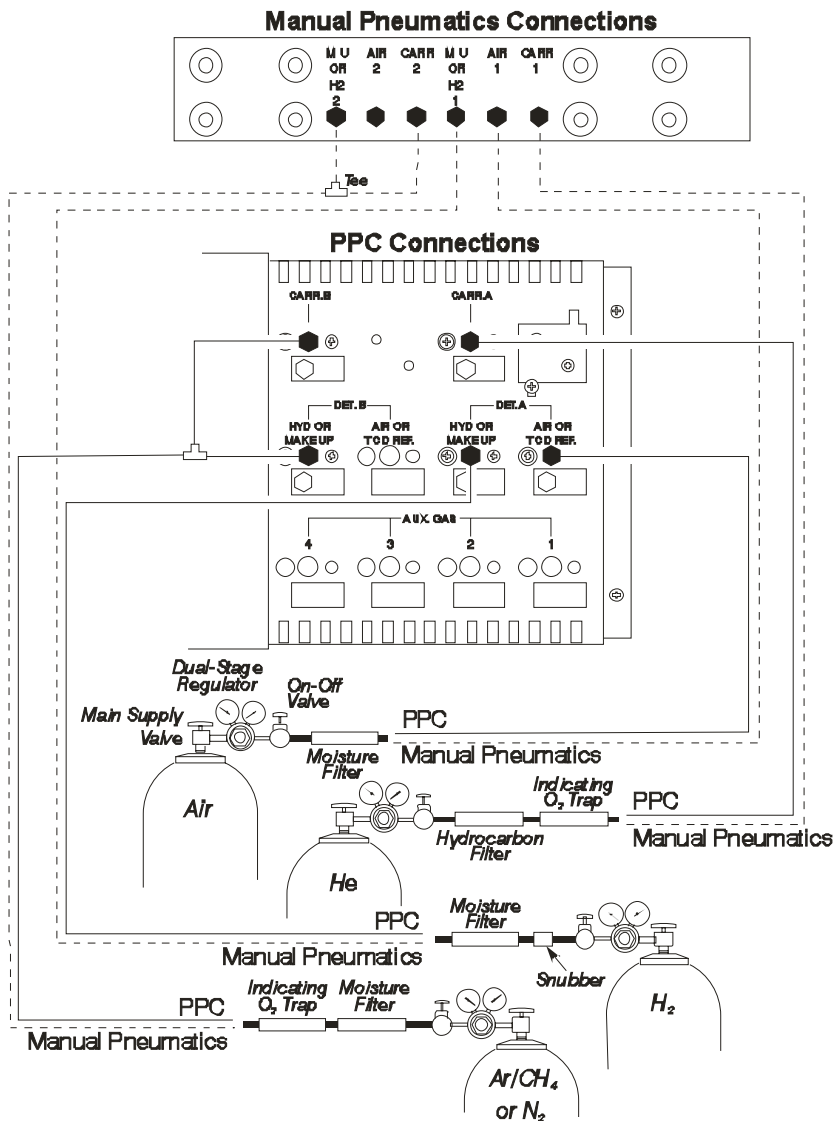 Manual Pneumatics Connections
M U
OR
H2
2
AIR
2
CARR
2
M U
OR
H2
1
AIR
1
CARR
1
Tee
PPC Connections
CARR.B
CARR.A
DET. B
DET.A
HYD OR
MAKEUP
AIR OR
TCD REF.
HYD OR
MAKEUP
AIR OR
TCD REF.
AUX. GAS
4
3
2
1
Dual-Stage
Regulator
On-Off
Valve
Main Supply
Valve
PPC
Manual Pneumatics
Moisture
Filter
Air
Indicating
O₂ Trap
PPC
Hydrocarbon
Filter
Manual Pneumatics
He
PPC
Moisture
Filter
Manual Pneumatics
Snubber
H₂
PPC
Indicating
O₂ Trap
Moisture
Filter
Manual Pneumatics
Ar/CH₄
or N₂